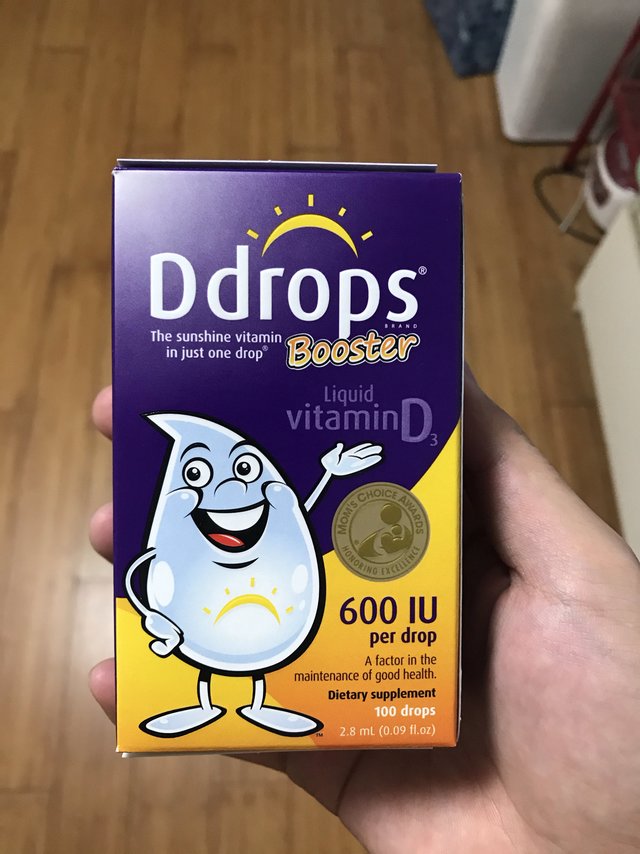 Ddrops®
BRAND
The sunshine vitamin
in just one drop®
Booster
Liquid
vitamin D3
MOM'S CHOICE AWARDS
HONORING EXCELLENCE
600 IU
per drop
A factor in the
maintenance of good health.
Dietary supplement
100 drops
2.8 mL (0.09 fl.oz)
TM